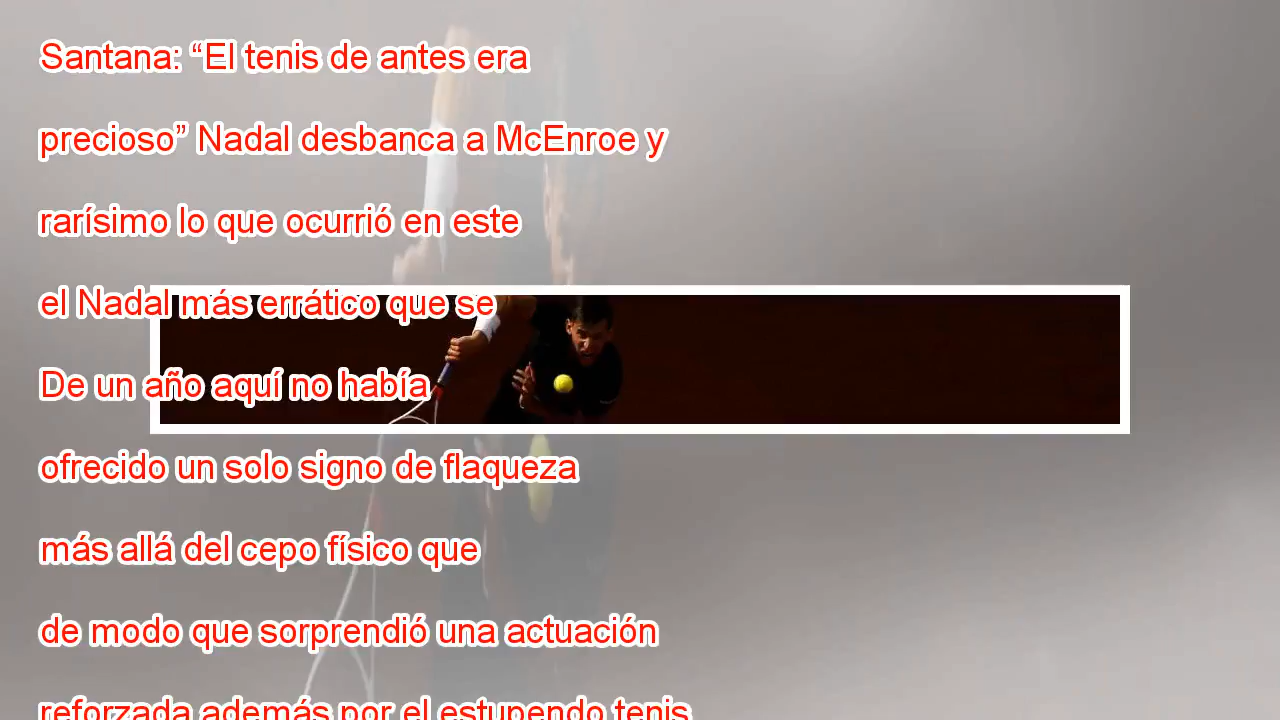 Santana: “El tenis de antes era
precioso” Nadal desbanca a McEnroe y
rarísimo lo que ocurrió en este
el Nadal más errático que se
De un año aquí no había
ofrecido un solo signo de flaqueza
más allá del cepo físico que
de modo que sorprendió una actuación
reforzada además por el estupendo tenis